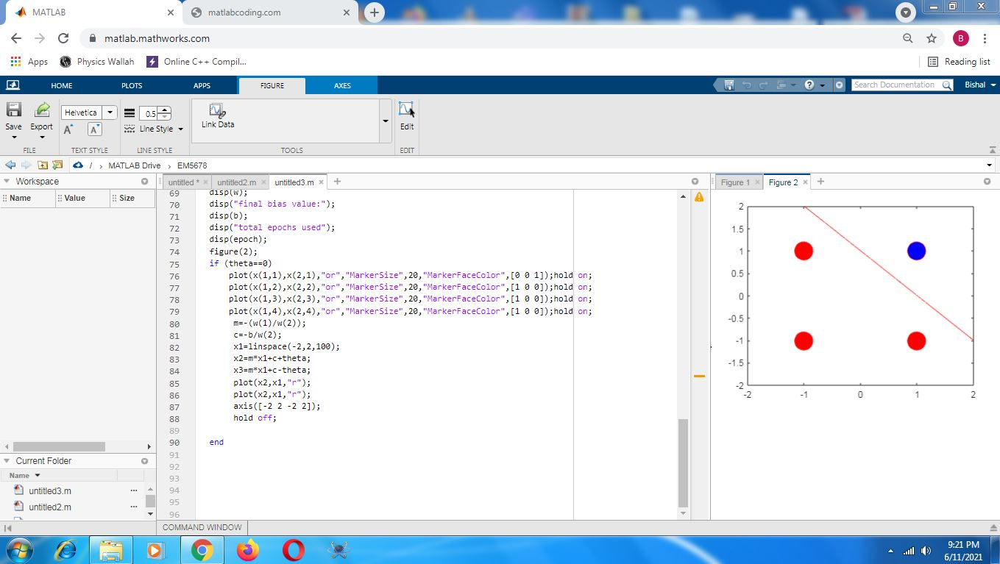 MATLAB
matlabcoding.com
matlab.mathworks.com
B
Apps
Physics Wallah
Online C++ Compil...
Reading list
HOME
PLOTS
APPS
FIGURE
AXES
Search Documentation
Bishal
Save
Export
Helvetica
0.5
Line Style
Link Data
Edit
FILE
TEXT STYLE
LINE STYLE
TOOLS
EDIT
/ › MATLAB Drive › EM5678
Workspace
Name
Value
Size
untitled *
untitled2.m
untitled3.m
Figure 1
Figure 2
69 disp(w);
70 disp("final bias value:");
71 disp(b);
72 disp("total epochs used");
73 disp(epoch);
74 figure(2);
75 if (theta==0)
76 plot(x(1,1),x(2,1),"or","MarkerSize",20,"MarkerFaceColor",[0 0 1]);hold on;
77 plot(x(1,2),x(2,2),"or","MarkerSize",20,"MarkerFaceColor",[1 0 0]);hold on;
78 plot(x(1,3),x(2,3),"or","MarkerSize",20,"MarkerFaceColor",[1 0 0]);hold on;
79 plot(x(1,4),x(2,4),"or","MarkerSize",20,"MarkerFaceColor",[1 0 0]);hold on;
80 m=-(w(1)/w(2));
81 c=-b/w(2);
82 x1=linspace(-2,2,100);
83 x2=m*x1+c+theta;
84 x3=m*x1+c-theta;
85 plot(x2,x1,"r");
86 plot(x2,x1,"r");
87 axis([-2 2 -2 2]);
88 hold off;
89
90 end
91
92
93
94
95
96
2
1.5
1
0.5
0
-0.5
-1
-1.5
-2
-2 -1 0 1 2
Current Folder
Name
untitled3.m
untitled2.m
COMMAND WINDOW
9:21 PM
6/11/2021